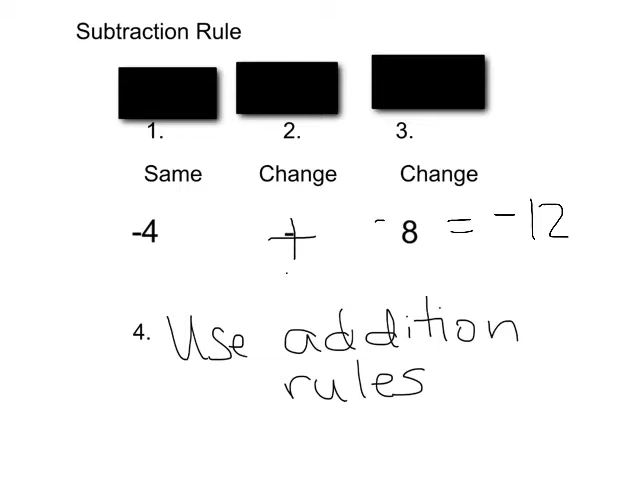 Subtraction Rule
1. 2. 3.
Same Change Change
-4 + - 8 = -12
4. Use addition
rules